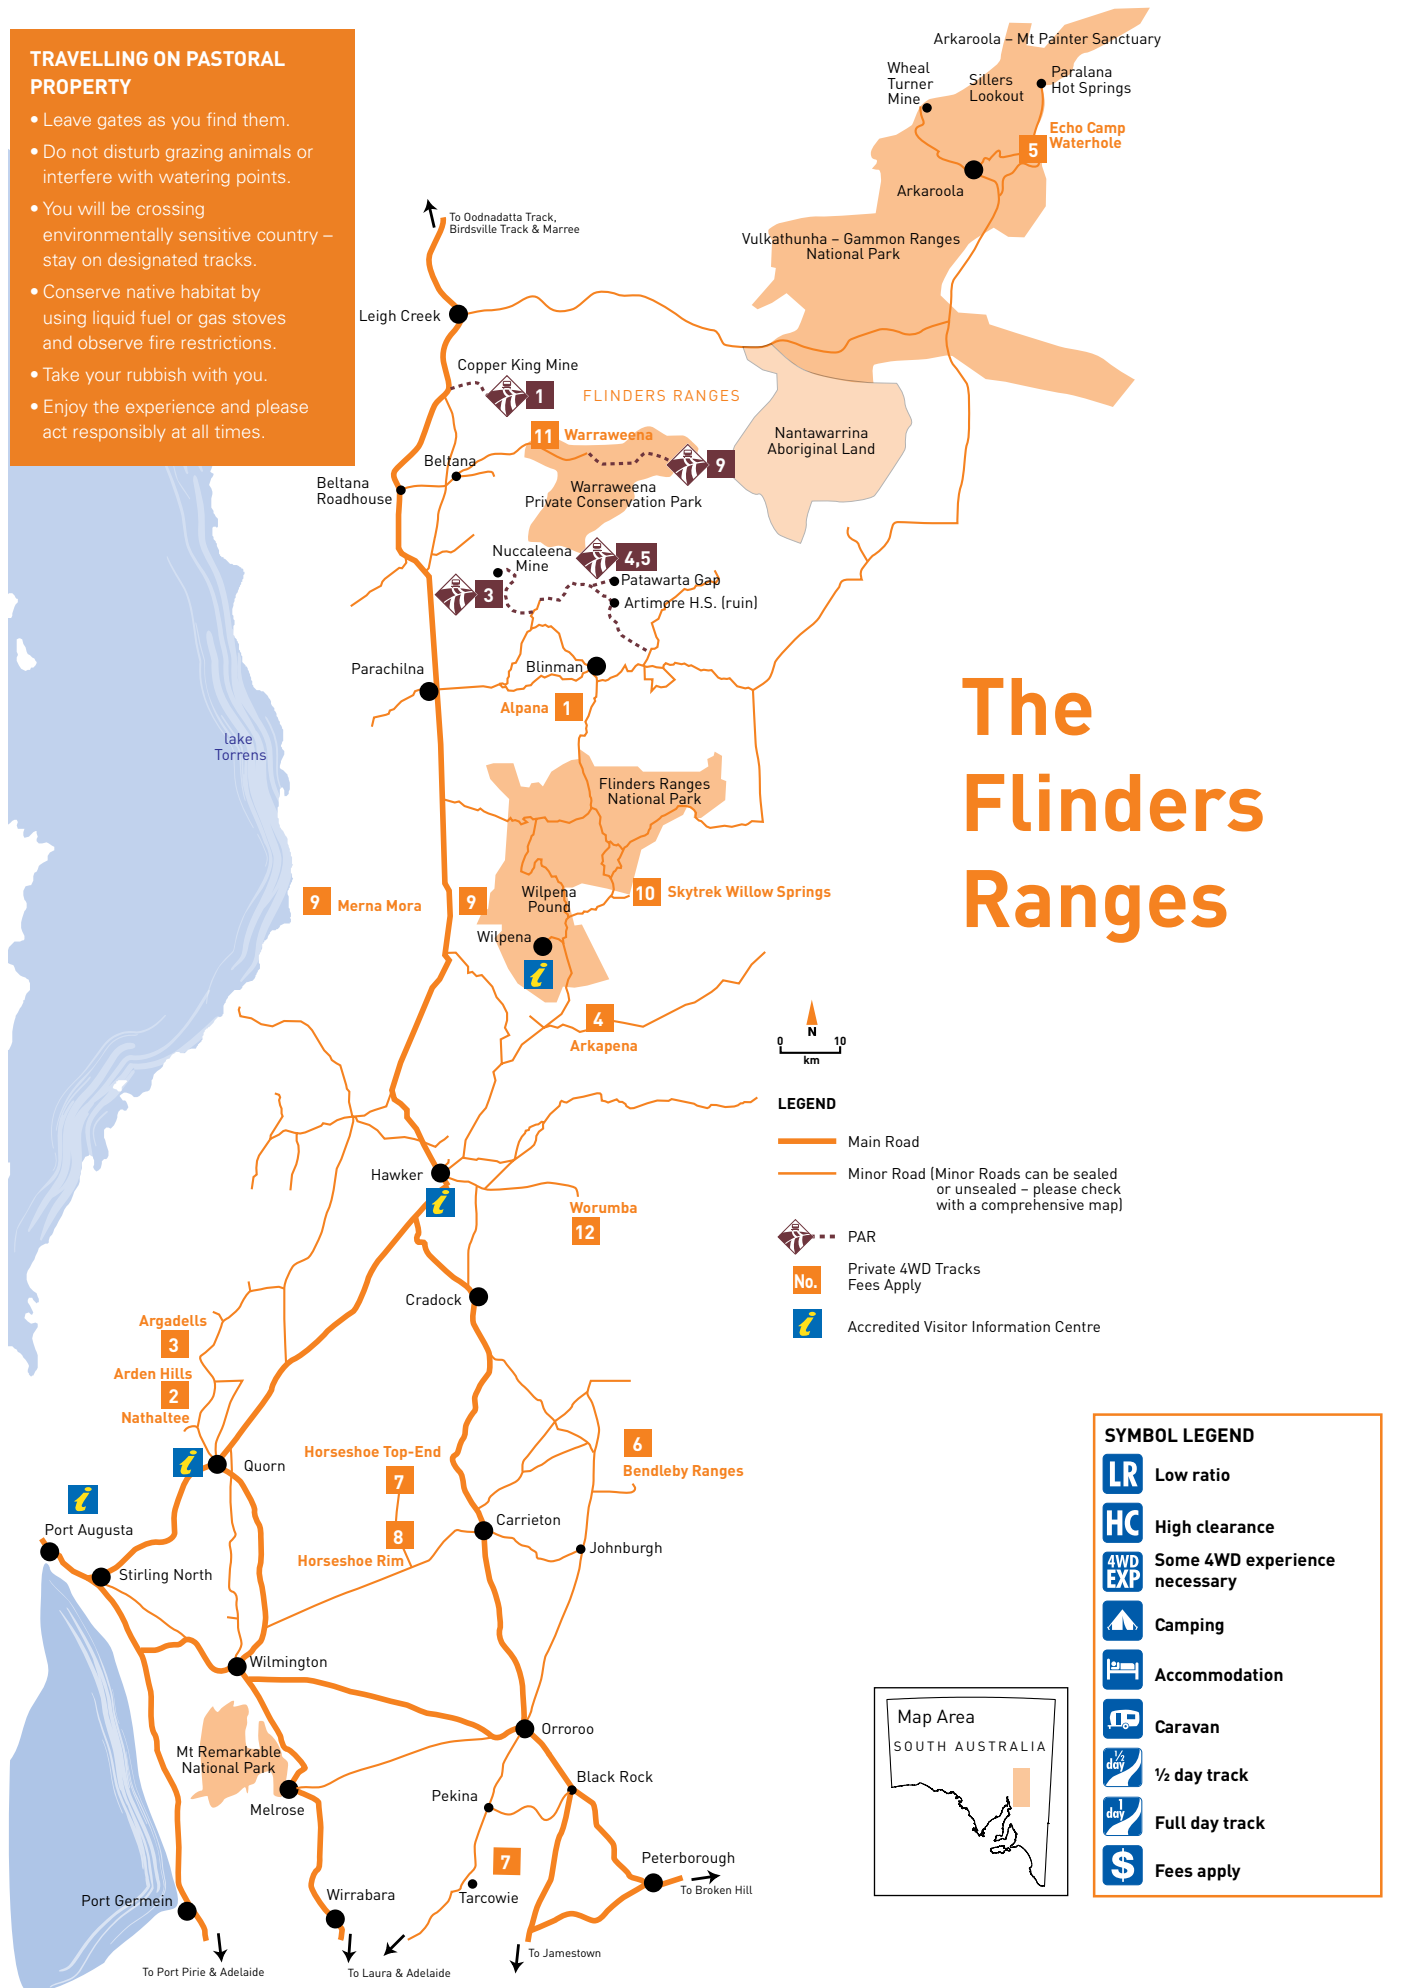 TRAVELLING ON PASTORAL
PROPERTY
• Leave gates as you find them.
• Do not disturb grazing animals or
interfere with watering points.
• You will be crossing
environmentally sensitive country –
stay on designated tracks.
• Conserve native habitat by
using liquid fuel or gas stoves
and observe fire restrictions.
• Take your rubbish with you.
• Enjoy the experience and please
act responsibly at all times.
Arkaroola – Mt Painter Sanctuary
Wheal
Turner
Mine
Sillers
Lookout
Paralana
Hot Springs
5
Echo Camp
Waterhole
Arkaroola
Vulkathunha – Gammon Ranges
National Park
To Oodnadatta Track,
Birdsville Track & Marree
Leigh Creek
Copper King Mine
1
FLINDERS RANGES
11
Warraweena
9
Nantawarrina
Aboriginal Land
Beltana
Beltana
Roadhouse
Warraweena
Private Conservation Park
Nuccaleena
Mine
4,5
3
Patawarta Gap
Artimore H.S. (ruin)
Parachilna
Blinman
Alpana
1
The
Flinders
Ranges
lake
Torrens
Flinders Ranges
National Park
9
Merna Mora
9
Wilpena
Pound
10
Skytrek Willow Springs
Wilpena
i
4
Arkapena
N
0
10
km
LEGEND
Main Road
Minor Road (Minor Roads can be sealed
or unsealed – please check
with a comprehensive map)
PAR
No.
Private 4WD Tracks
Fees Apply
i
Accredited Visitor Information Centre
Hawker
i
Worumba
12
Cradock
Argadells
3
Arden Hills
2
Nathaltee
i
Quorn
Horseshoe Top-End
7
8
Horseshoe Rim
6
Bendleby Ranges
i
Port Augusta
Stirling North
Carrieton
Johnburgh
Wilmington
Orroroo
Mt Remarkable
National Park
Melrose
Pekina
Black Rock
7
Tarcowie
Peterborough
To Broken Hill
Port Germein
Wirrabara
To Port Pirie & Adelaide
To Laura & Adelaide
To Jamestown
Map Area
SOUTH AUSTRALIA
SYMBOL LEGEND
LR
Low ratio
HC
High clearance
4WD
EXP
Some 4WD experience
necessary
Camping
Accommodation
Caravan
½
day
½ day track
1
day
Full day track
$
Fees apply